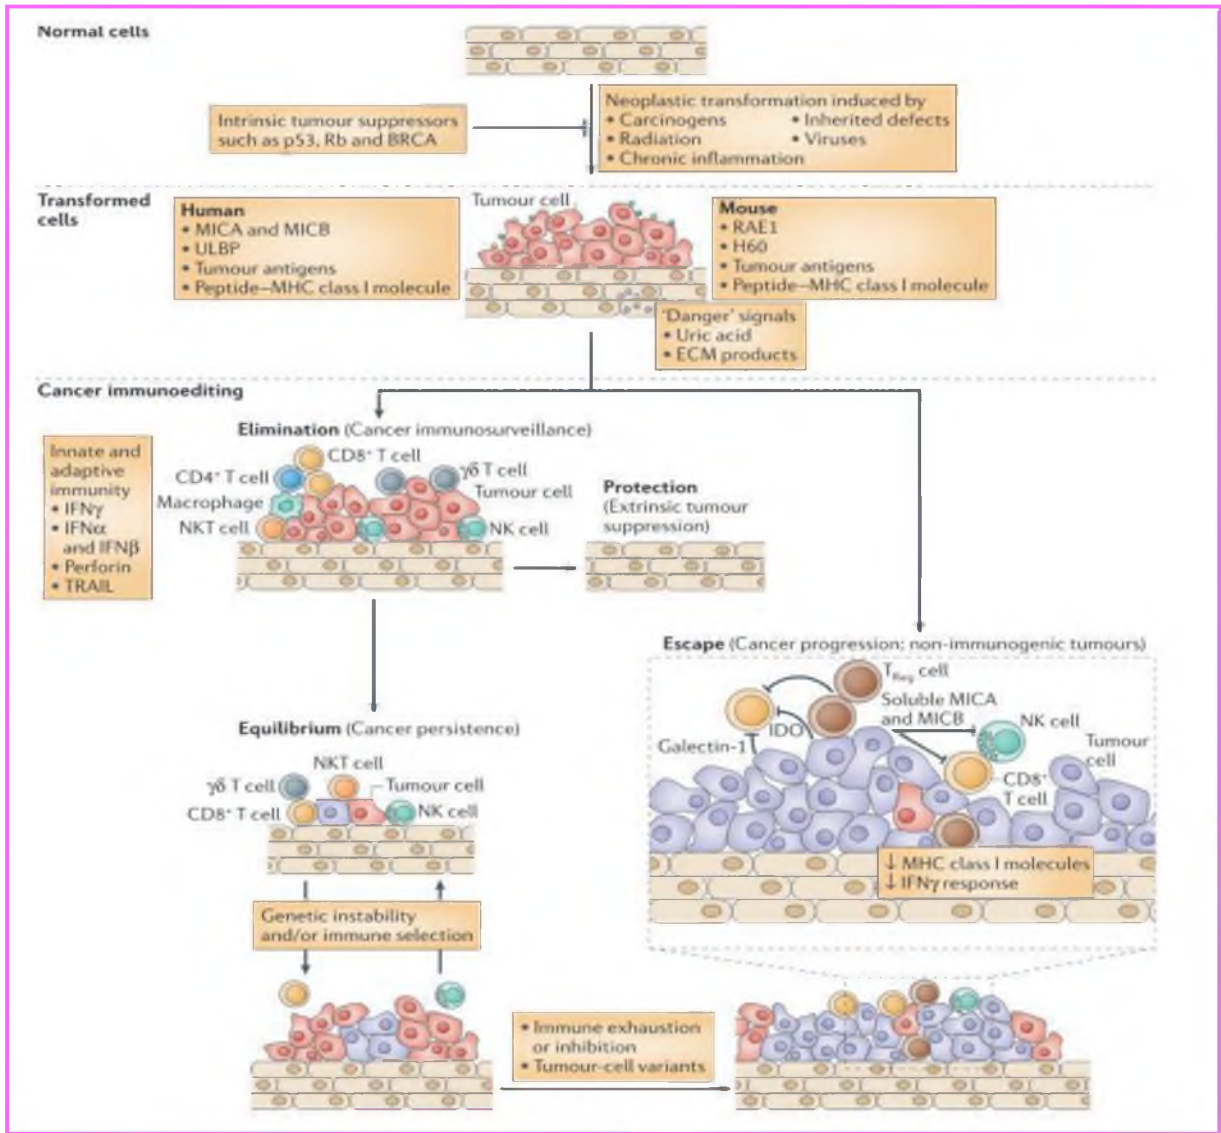 Normal cells
Intrinsic tumour suppressors
such as p53, Rb and BRCA
Neoplastic transformation induced by
• Carcinogens • Inherited defects
• Radiation • Viruses
• Chronic inflammation
Transformed
cells
Human
• MICA and MICB
• ULBP
• Tumour antigens
• Peptide–MHC class I molecule
Tumour cell
Mouse
• RAE1
• H60
• Tumour antigens
• Peptide–MHC class I molecule
'Danger' signals
• Uric acid
• ECM products
Cancer immunoediting
Innate and
adaptive
immunity
• IFNγ
• IFNα
and IFNβ
• Perforin
• TRAIL
Elimination (Cancer immunosurveillance)
CD8⁺ T cell
CD4⁺ T cell
γδ T cell
Tumour cell
Macrophage
NKT cell
NK cell
Protection
(Extrinsic tumour
suppression)
Equilibrium (Cancer persistence)
NKT cell
γδ T cell
Tumour cell
CD8⁺ T cell
NK cell
Genetic instability
and/or immune selection
• Immune exhaustion
or inhibition
• Tumour-cell variants
Escape (Cancer progression; non-immunogenic tumours)
TReg cell
Soluble MICA
and MICB
NK cell
IDO
Galectin-1
Tumour
cell
CD8⁺
T cell
↓ MHC class I molecules
↓ IFNγ response